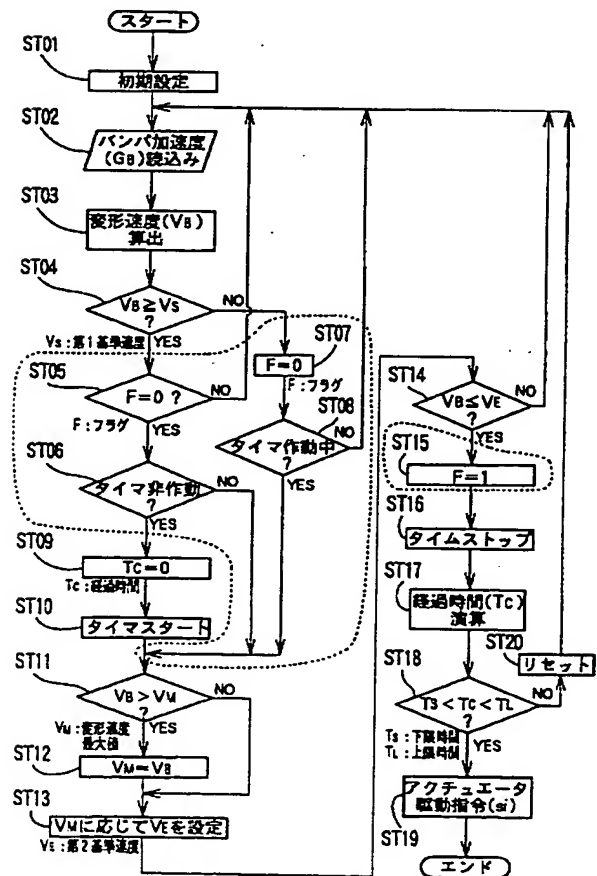 スタート
ST01
初期設定
ST02
バンパ加速度
(GB)読込み
ST03
変形速度(VB)
算出
ST04
VB≧VS
?
NO
YES
VS:第1基準速度
ST07
F=0
F:フラグ
ST05
F=0?
NO
F:フラグ
YES
ST08
タイマ作動中
?
NO
YES
ST06
タイマ非作動
?
NO
YES
ST09
TC=0
TC:経過時間
ST10
タイマスタート
ST11
VB>VM
?
NO
YES
VM:変形速度
最大値
ST12
VM=VB
ST13
VMに応じてVEを設定
VE:第2基準速度
ST14
VB≦VE
?
NO
YES
ST15
F=1
ST16
タイムストップ
ST17
経過時間(TC)
演算
ST18
TS<TC<TL
?
NO
YES
TS:下限時間
TL:上限時間
ST20
リセット
ST19
アクチュエータ
駆動指令(si)
エンド